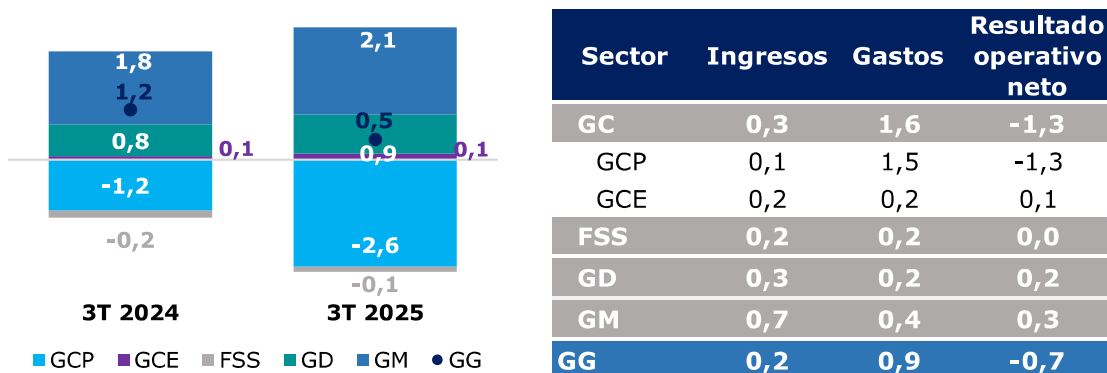 1,8
1,2
0,8
0,1
-1,2
-0,2
3T 2024
2,1
0,5
0,9
0,1
-2,6
-0,1
3T 2025
GCP GCE FSS GD GM GG
Sector Ingresos Gastos Resultado operativo neto
GC 0,3 1,6 -1,3
GCP 0,1 1,5 -1,3
GCE 0,2 0,2 0,1
FSS 0,2 0,2 0,0
GD 0,3 0,2 0,2
GM 0,7 0,4 0,3
GG 0,2 0,9 -0,7